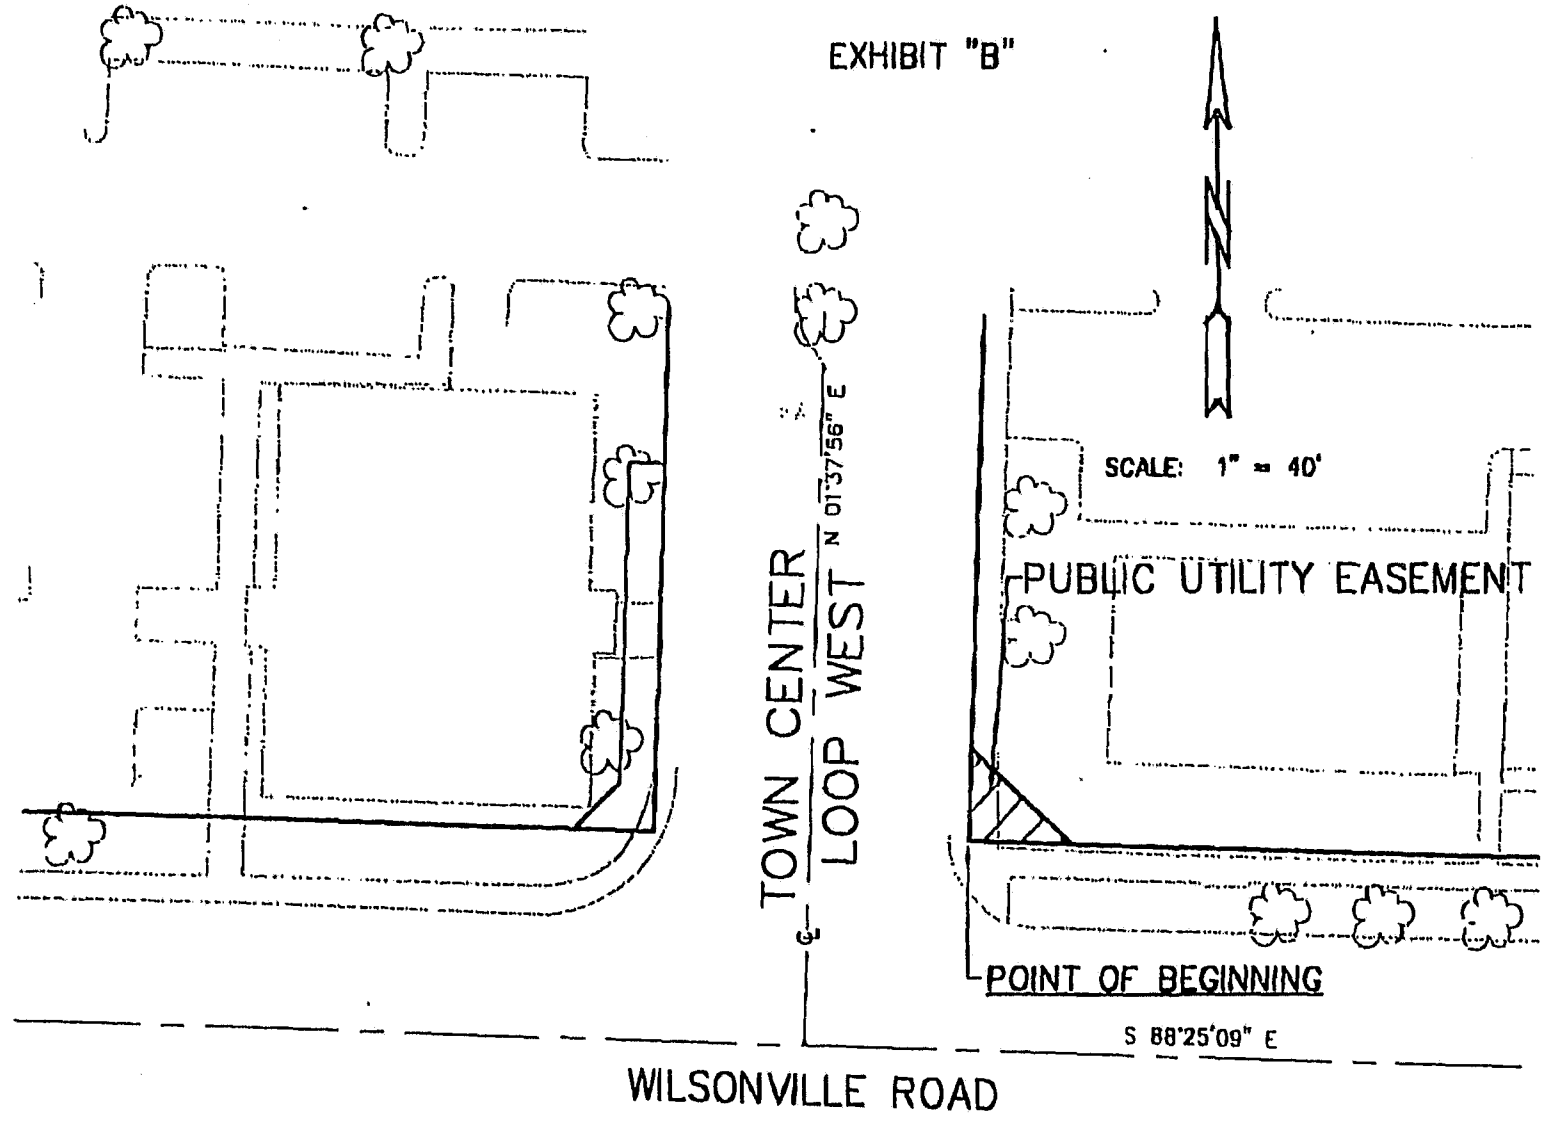 EXHIBIT "B"
N
SCALE: 1" = 40'
N 01°37'56" E
PUBLIC UTILITY EASEMENT
TOWN CENTER
LOOP WEST
℄
POINT OF BEGINNING
S 88°25'09" E
WILSONVILLE ROAD